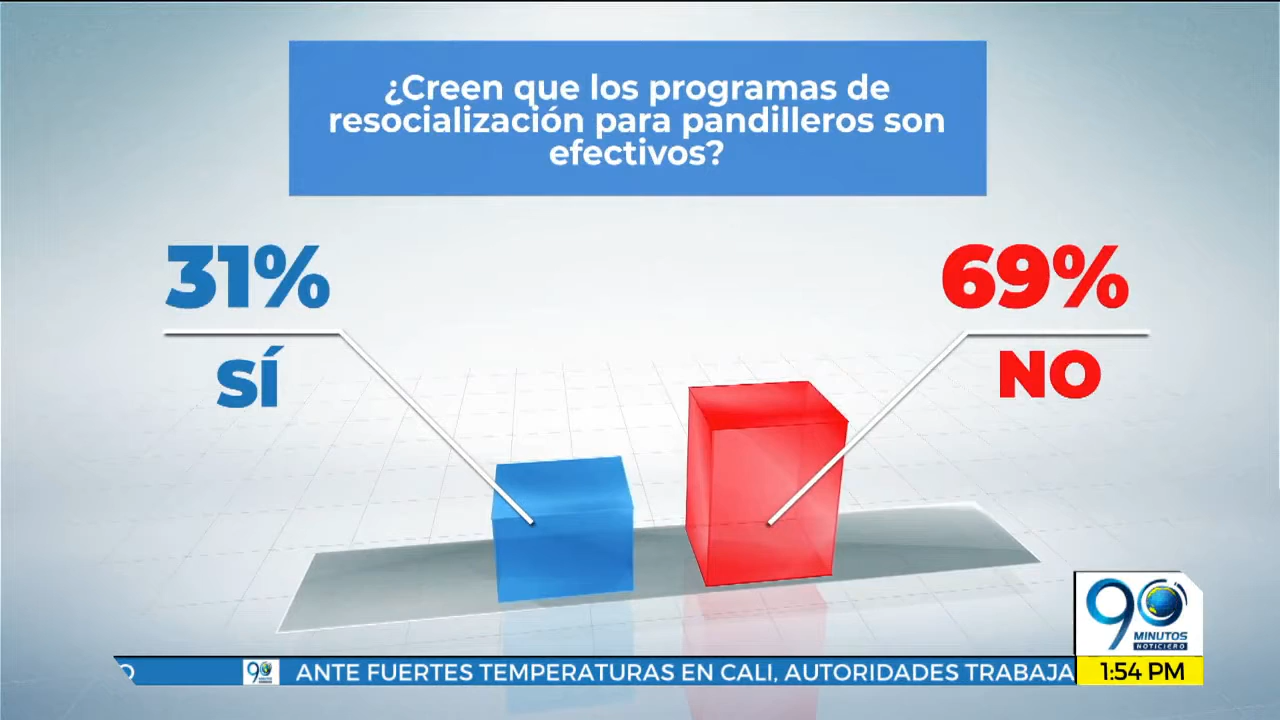 ¿Creen que los programas de
resocialización para pandilleros son
efectivos?
31%
SÍ
69%
NO
90
MINUTOS
NOTICIERO
O 90 ANTE FUERTES TEMPERATURAS EN CALI, AUTORIDADES TRABAJA
1:54 PM